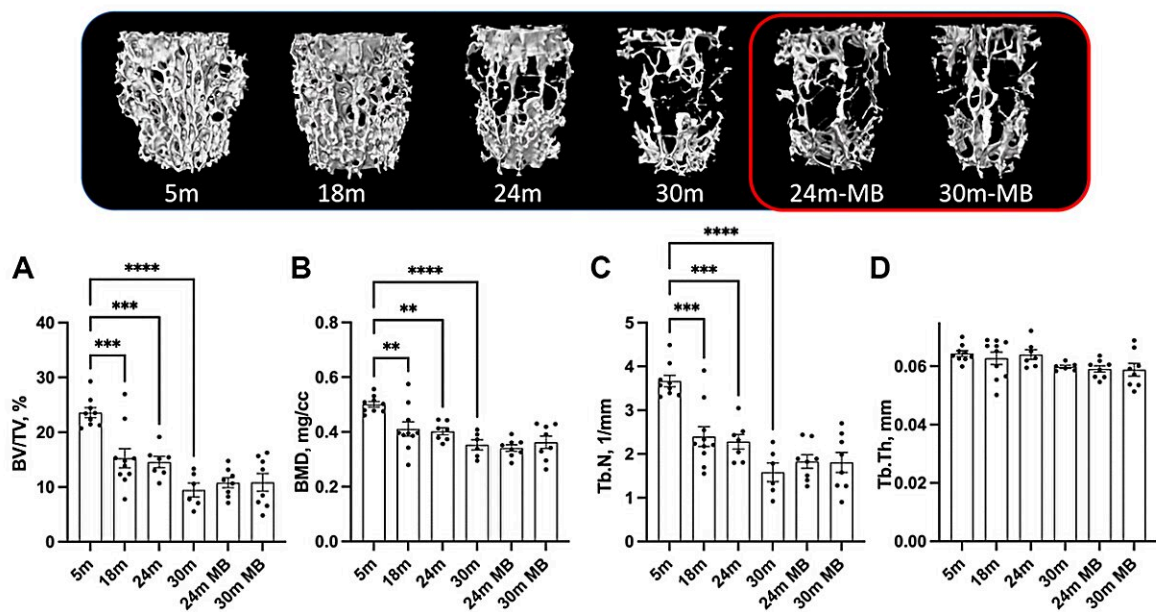 5m 18m 24m 30m 24m-MB 30m-MB
A
****
***
***
BV/TV, %
40
30
20
10
0
5m 18m 24m 30m 24m MB 30m MB
B
****
**
**
BMD, mg/cc
0.8
0.6
0.4
0.2
0.0
5m 18m 24m 30m 24m MB 30m MB
C
****
***
***
Tb.N, 1/mm
5
4
3
2
1
0
5m 18m 24m 30m 24m MB 30m MB
D
Tb.Th, mm
0.06
0.04
0.02
0.00
5m 18m 24m 30m 24m MB 30m MB